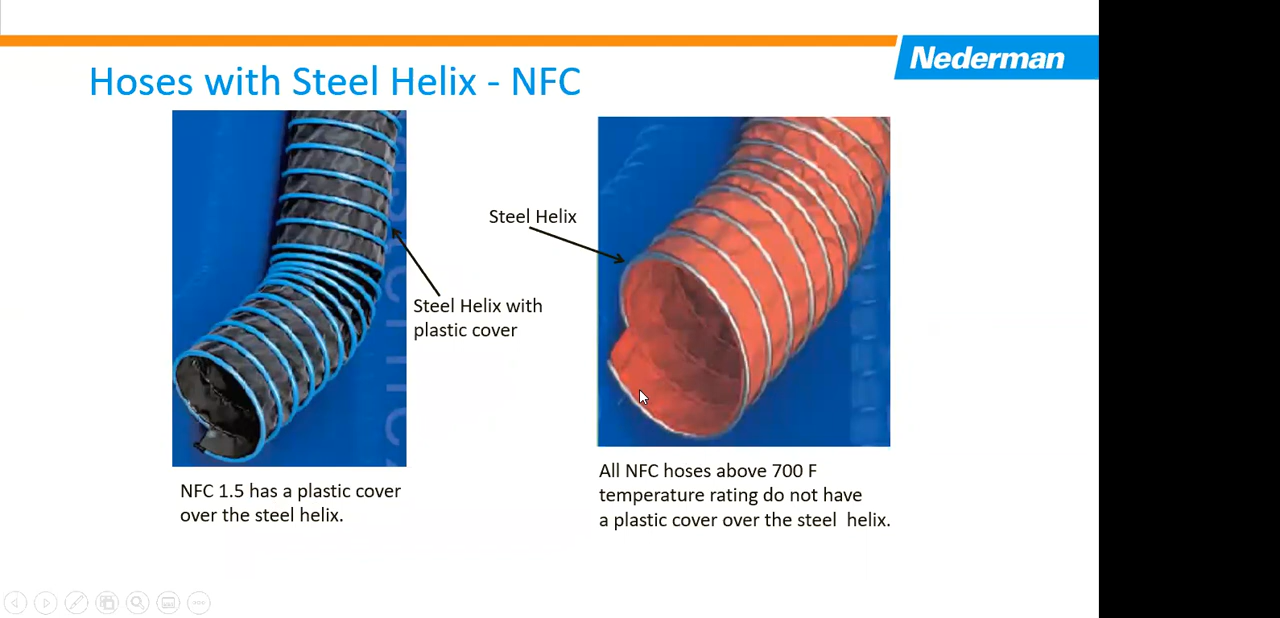 Nederman
Hoses with Steel Helix - NFC
Steel Helix
Steel Helix with
plastic cover
NFC 1.5 has a plastic cover
over the steel helix.
All NFC hoses above 700 F
temperature rating do not have
a plastic cover over the steel helix.